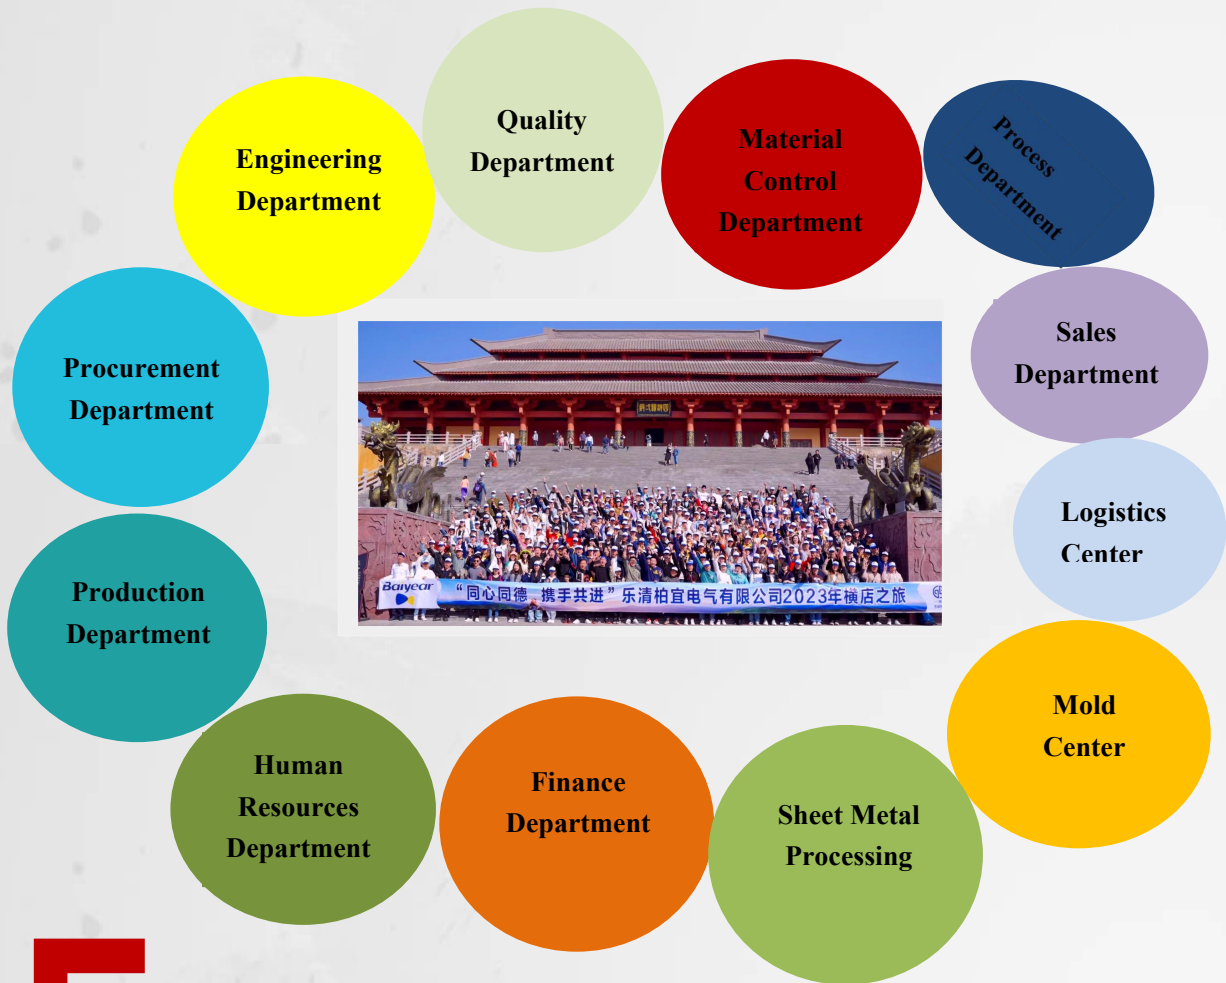 Quality
Department
Engineering
Department
Material
Control
Department
Process
Department
Procurement
Department
Sales
Department
Logistics
Center
Baiyear
“同心同德 携手共进”乐清柏宜电气有限公司2023年横店之旅
Production
Department
Mold
Center
Human
Resources
Department
Finance
Department
Sheet Metal
Processing